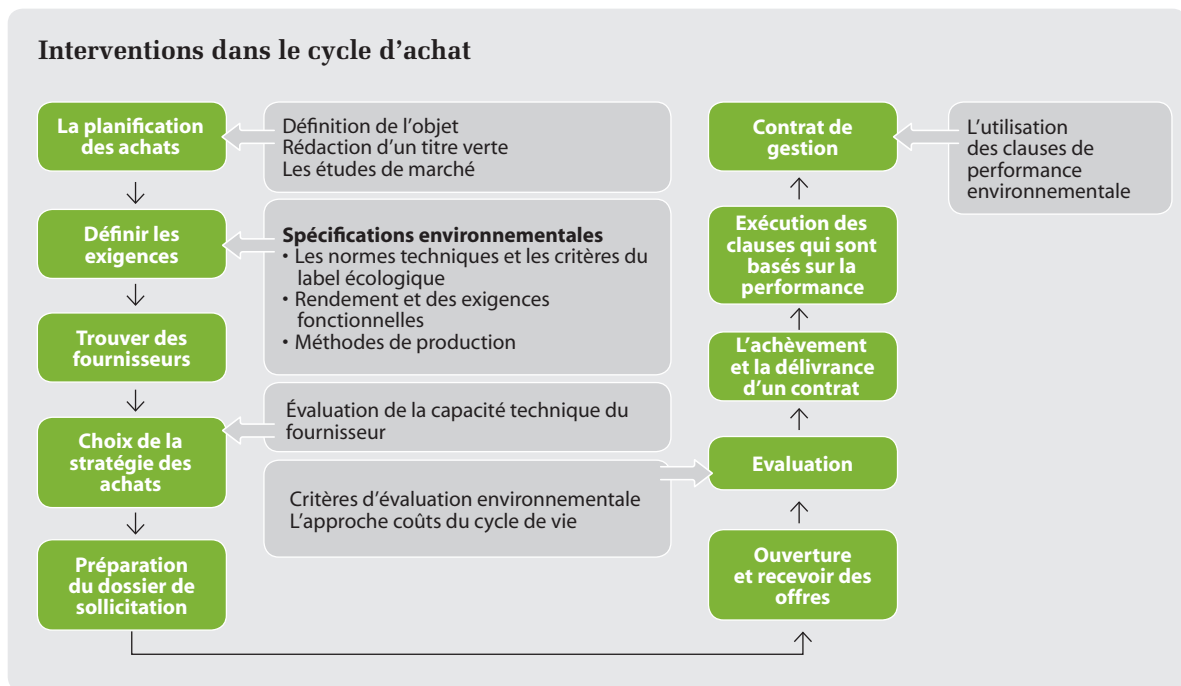 Interventions dans le cycle d’achat
La planification
des achats
Définition de l’objet
Rédaction d’un titre verte
Les études de marché
Définir les
exigences
Spécifications environnementales
• Les normes techniques et les critères du
label écologique
• Rendement et des exigences
fonctionnelles
• Méthodes de production
Trouver des
fournisseurs
Choix de la
stratégie des
achats
Évaluation de la capacité technique du
fournisseur
Critères d’évaluation environnementale
L’approche coûts du cycle de vie
Préparation
du dossier de
sollicitation
Ouverture
et recevoir des
offres
Evaluation
L’achèvement
et la délivrance
d’un contrat
Exécution des
clauses qui sont
basés sur la
performance
Contrat de
gestion
L’utilisation
des clauses de
performance
environnementale